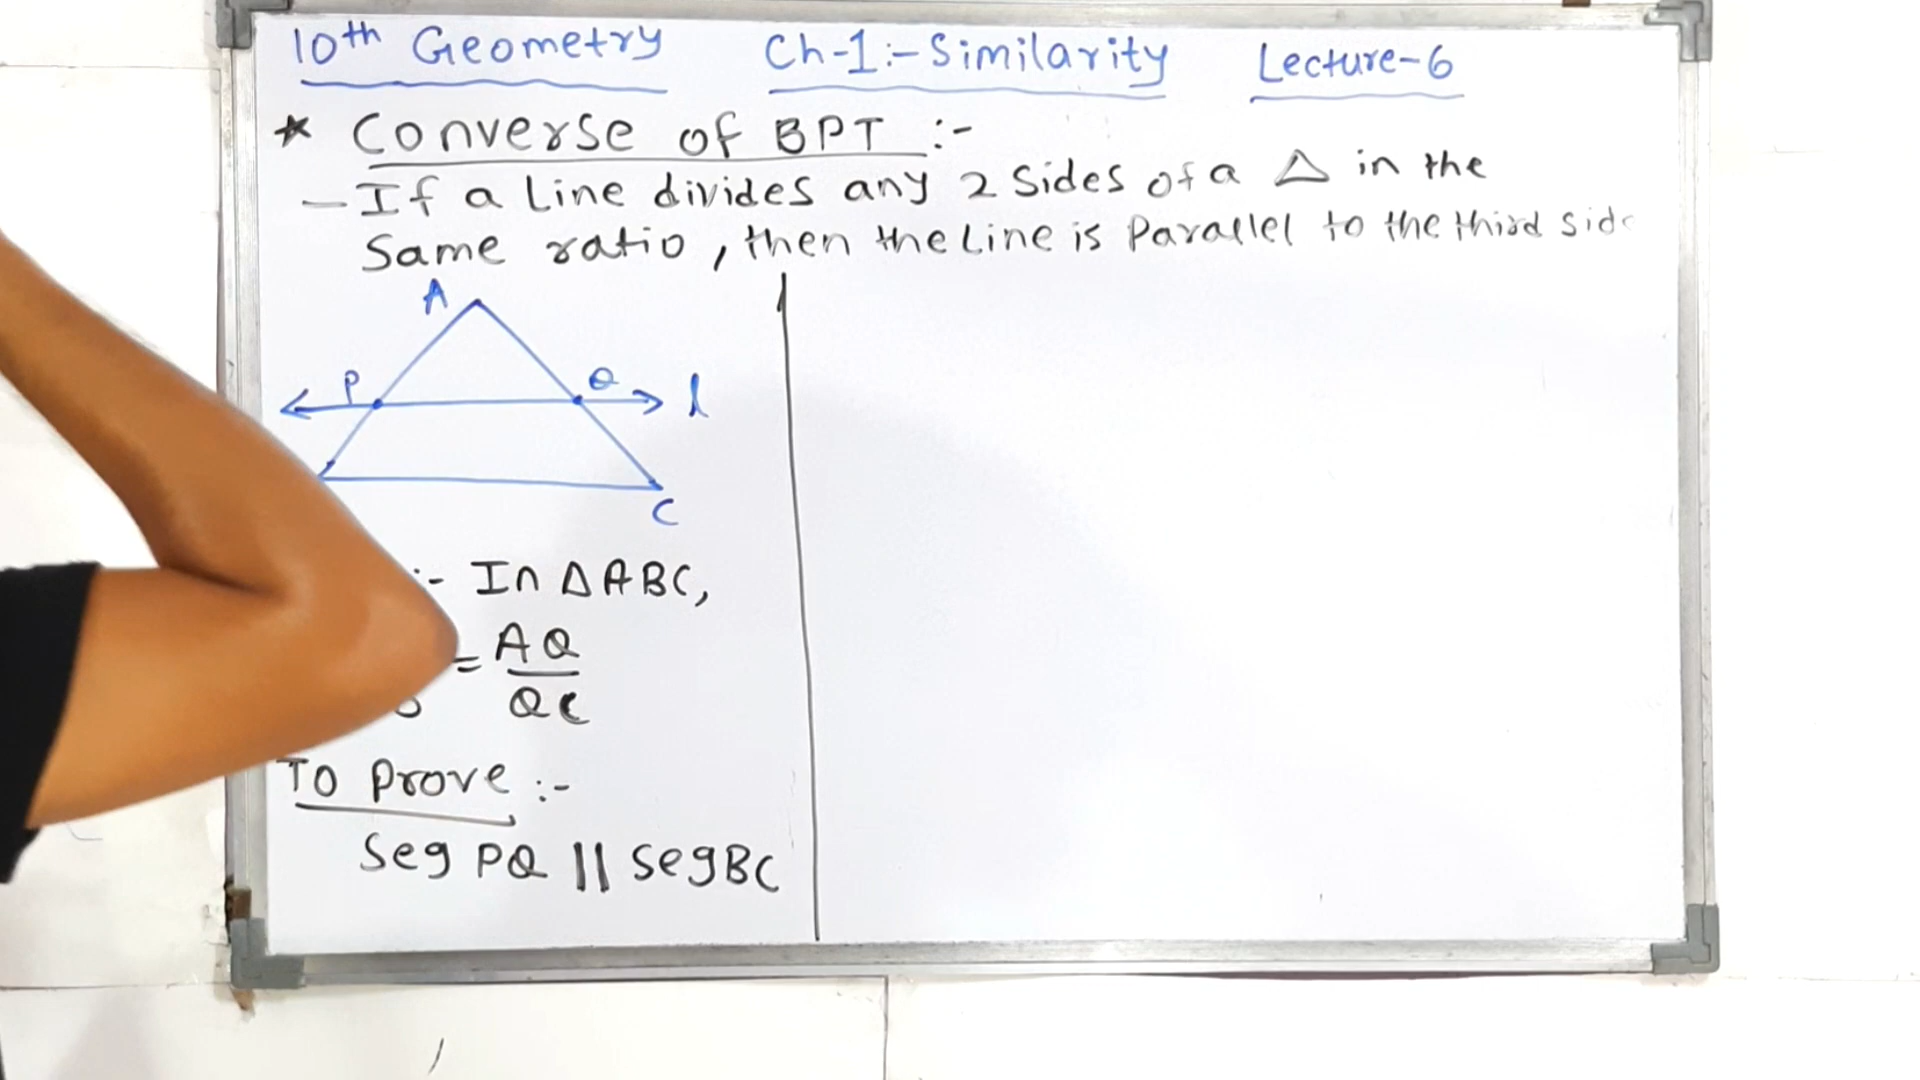 10th Geometry Ch-1:- Similarity Lecture-6
* Converse of BPT :-
- If a Line divides any 2 Sides of a △ in the
Same ratio, then the Line is Parallel to the third side
A
P Q l
C
:- In △ABC,
= AQ
QC
To Prove :-
Seg PQ || seg BC